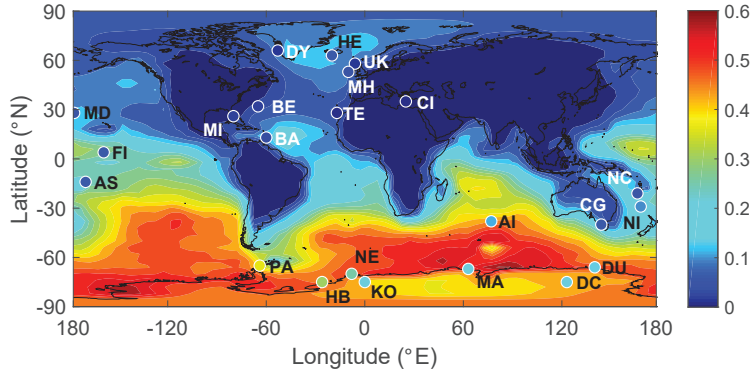 90
60
30
0
-30
-60
-90
Latitude (°N)
180
-120
-60
0
60
120
180
Longitude (°E)
0.6
0.5
0.4
0.3
0.2
0.1
0
DY
HE
UK
MH
MD
BE
TE
CI
MI
BA
FI
AS
NC
CG
NI
AI
PA
NE
HB
KO
MA
DC
DU